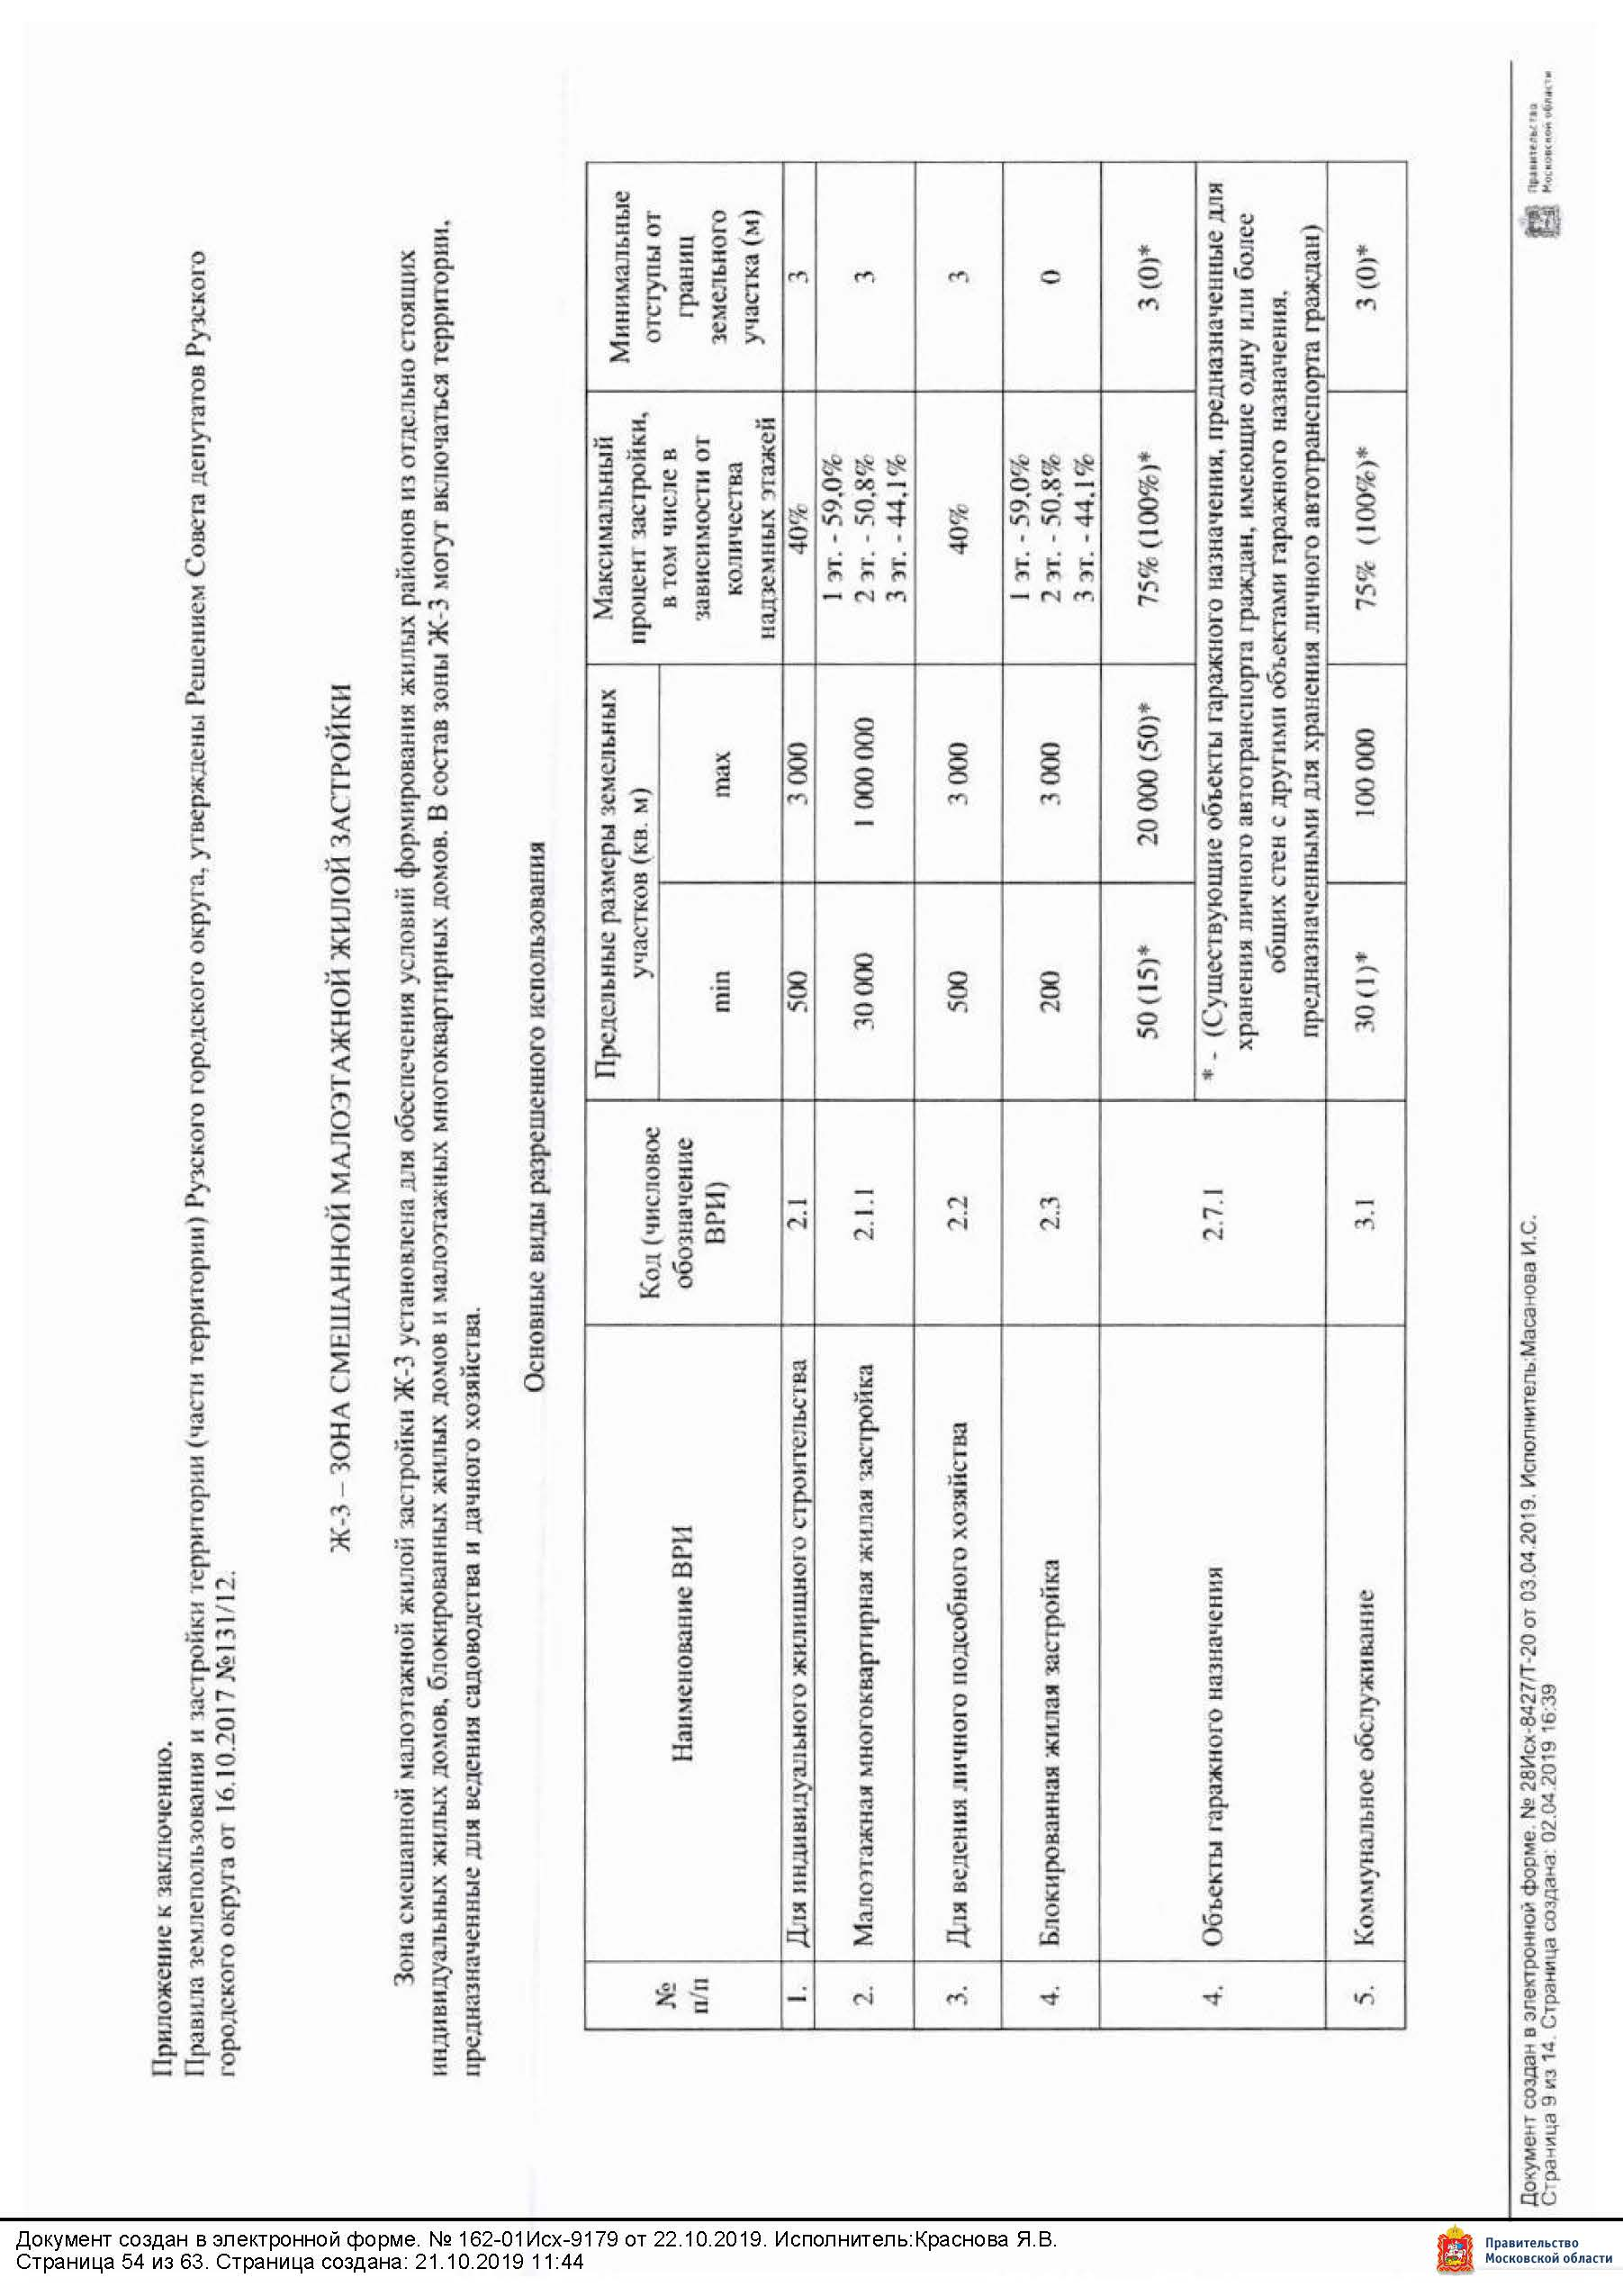 Приложение к заключению.
Правила землепользования и застройки территории (части территории) Рузского городского округа, утверждены Решением Совета депутатов Рузского
городского округа от 16.10.2017 №131/12.
Ж-3 – ЗОНА СМЕШАННОЙ МАЛОЭТАЖНОЙ ЖИЛОЙ ЗАСТРОЙКИ
Зона смешанной малоэтажной жилой застройки Ж-3 установлена для обеспечения условий формирования жилых районов из отдельно стоящих
индивидуальных жилых домов, блокированных жилых домов и малоэтажных многоквартирных домов. В состав зоны Ж-3 могут включаться территории,
предназначенные для ведения садоводства и дачного хозяйства.
Основные виды разрешенного использования
№
п/п
Наименование ВРИ
Код (числовое
обозначение
ВРИ)
Предельные размеры земельных
участков (кв. м)
min
max
Максимальный
процент застройки,
в том числе в
зависимости от
количества
надземных этажей
Минимальные
отступы от
границ
земельного
участка (м)
1. Для индивидуального жилищного строительства 2.1 500 3 000 40% 3
2. Малоэтажная многоквартирная жилая застройка 2.1.1 30 000 1 000 000
1 эт. - 59,0%
2 эт. - 50,8%
3 эт. - 44,1%
3
3. Для ведения личного подсобного хозяйства 2.2 500 3 000 40% 3
4. Блокированная жилая застройка 2.3 200 3 000
1 эт. - 59,0%
2 эт. - 50,8%
3 эт. - 44,1%
0
4. Объекты гаражного назначения 2.7.1
50 (15)* 20 000 (50)* 75% (100%)* 3 (0)*
* - (Существующие объекты гаражного назначения, предназначенные для
хранения личного автотранспорта граждан, имеющие одну или более
общих стен с другими объектами гаражного назначения,
предназначенными для хранения личного автотранспорта граждан)
5. Коммунальное обслуживание 3.1 30 (1)* 100 000 75% (100%)* 3 (0)*
Документ создан в электронной форме. № 28Исх-8427/Т-20 от 03.04.2019. Исполнитель:Масанова И.С.
Страница 9 из 14. Страница создана: 02.04.2019 16:39
Правительство
Московской области
Документ создан в электронной форме. № 162-01Исх-9179 от 22.10.2019. Исполнитель:Краснова Я.В.
Страница 54 из 63. Страница создана: 21.10.2019 11:44
Правительство
Московской области